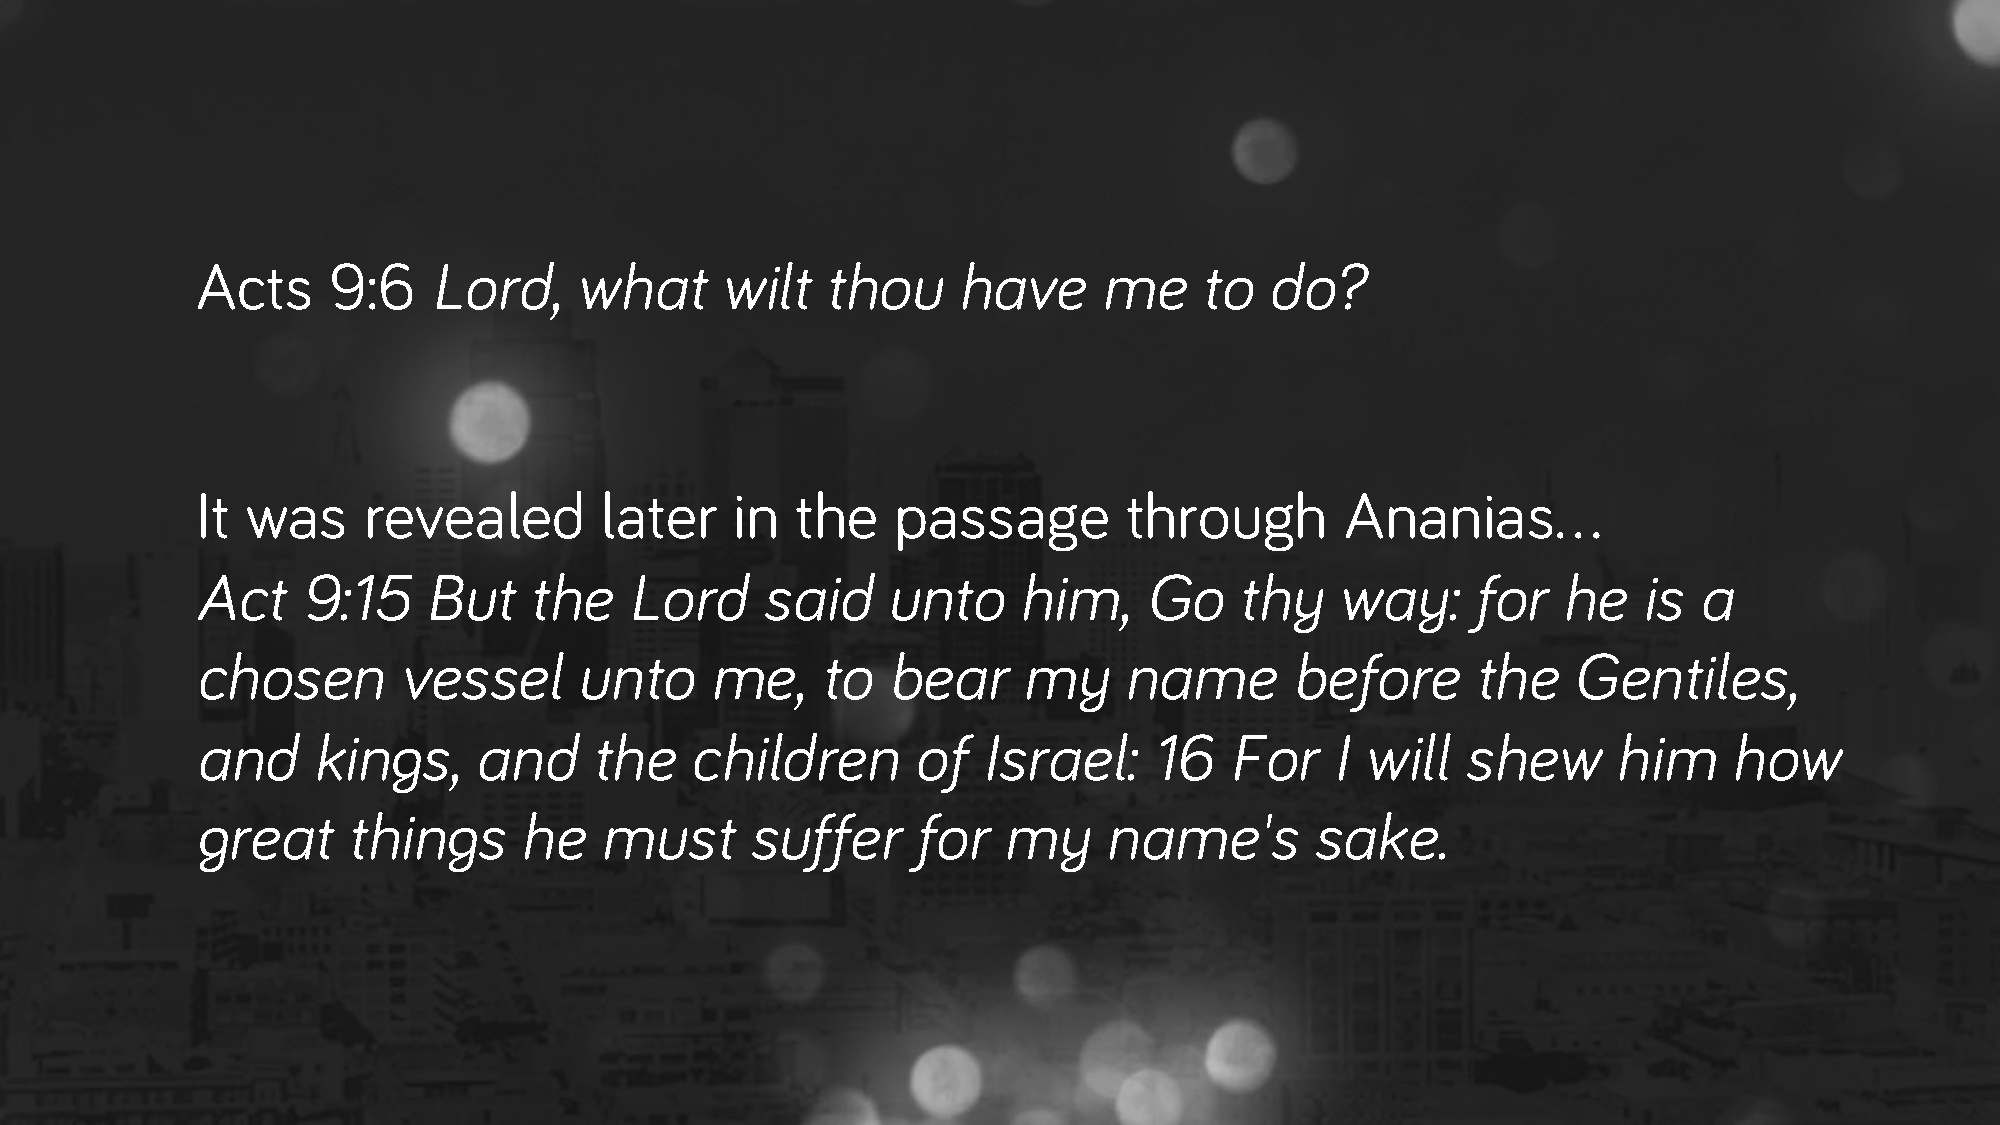 Acts 9:6 Lord, what wilt thou have me to do?
It was revealed later in the passage through Ananias…
Act 9:15 But the Lord said unto him, Go thy way: for he is a
chosen vessel unto me, to bear my name before the Gentiles,
and kings, and the children of Israel: 16 For I will shew him how
great things he must suffer for my name's sake.